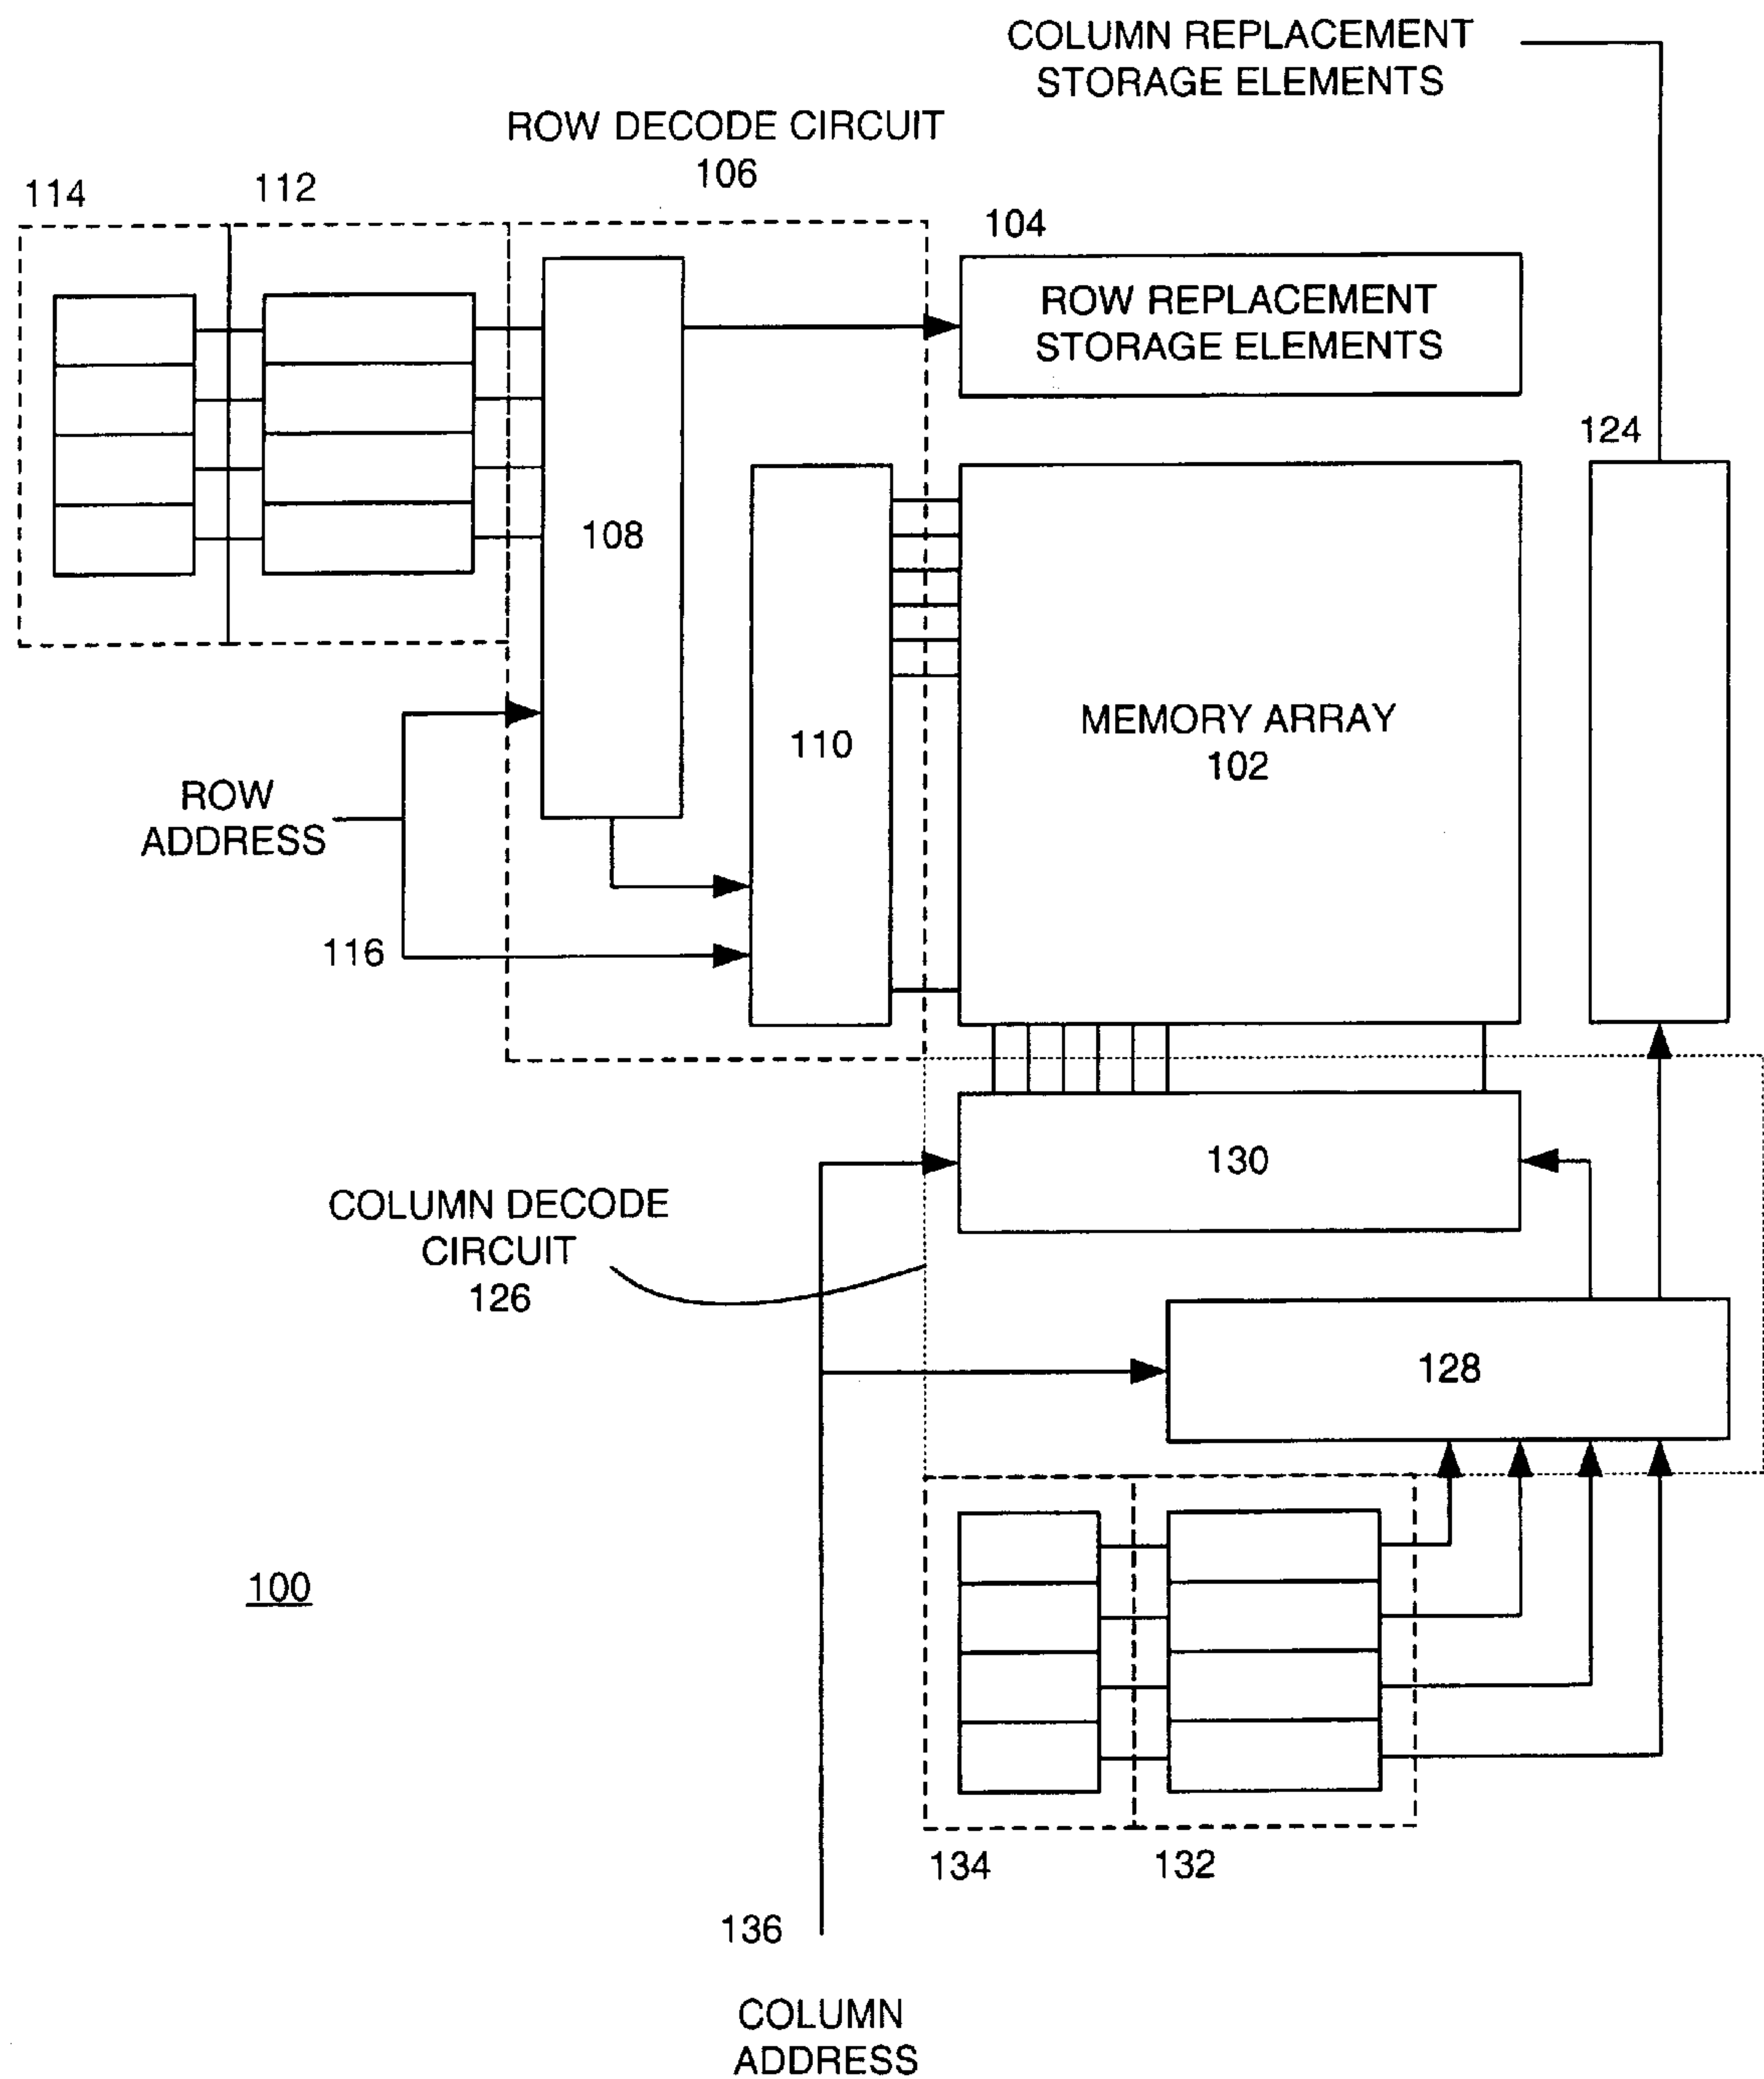 COLUMN REPLACEMENT
STORAGE ELEMENTS
ROW DECODE CIRCUIT
106
114
112
104
ROW REPLACEMENT
STORAGE ELEMENTS
124
108
110
MEMORY ARRAY
102
ROW
ADDRESS
116
130
COLUMN DECODE
CIRCUIT
126
128
100
134
132
136
COLUMN
ADDRESS